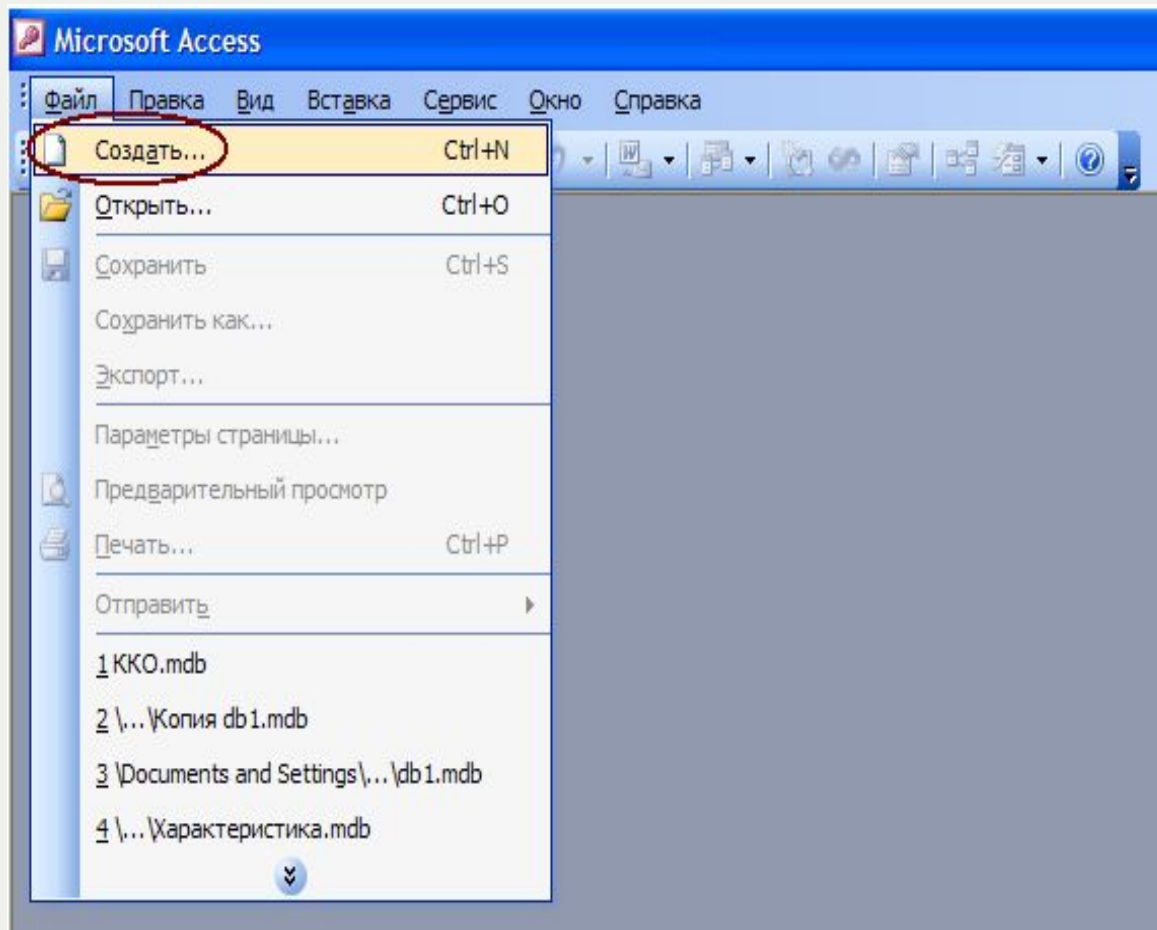 Microsoft Access
Файл Правка Вид Вставка Сервис Окно Справка
Создать... Ctrl+N
Открыть... Ctrl+O
Сохранить Ctrl+S
Сохранить как...
Экспорт...
Параметры страницы...
Предварительный просмотр
Печать... Ctrl+P
Отправить
1 ККО.mdb
2 \...\Копия db1.mdb
3 \Documents and Settings\...\db1.mdb
4 \...\Характеристика.mdb